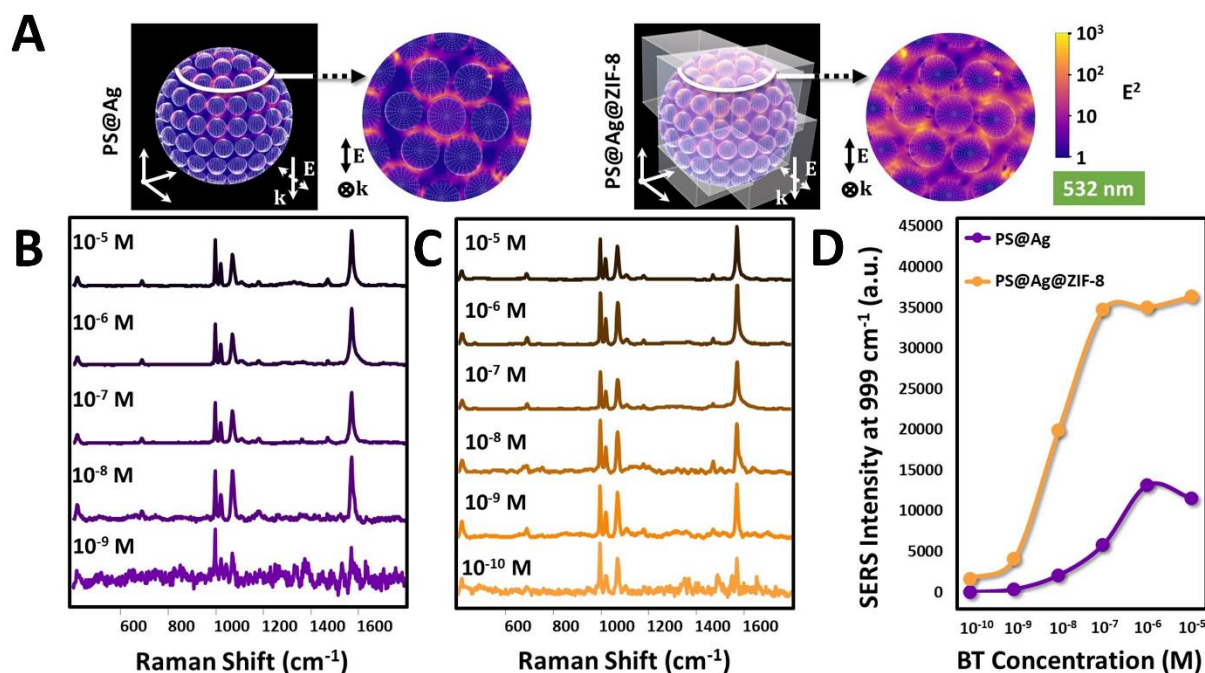 A
PS@Ag
E
k
E
k
PS@Ag@ZIF-8
E
k
E
k
10³
10²
10
1
E²
532 nm
B
10⁻⁵ M
10⁻⁶ M
10⁻⁷ M
10⁻⁸ M
10⁻⁹ M
600 800 1000 1200 1400 1600
Raman Shift (cm⁻¹)
C
10⁻⁵ M
10⁻⁶ M
10⁻⁷ M
10⁻⁸ M
10⁻⁹ M
10⁻¹⁰ M
600 800 1000 1200 1400 1600
Raman Shift (cm⁻¹)
D
SERS Intensity at 999 cm⁻¹ (a.u.)
45000
40000
35000
30000
25000
20000
15000
10000
5000
0
PS@Ag
PS@Ag@ZIF-8
10⁻¹⁰ 10⁻⁹ 10⁻⁸ 10⁻⁷ 10⁻⁶ 10⁻⁵
BT Concentration (M)